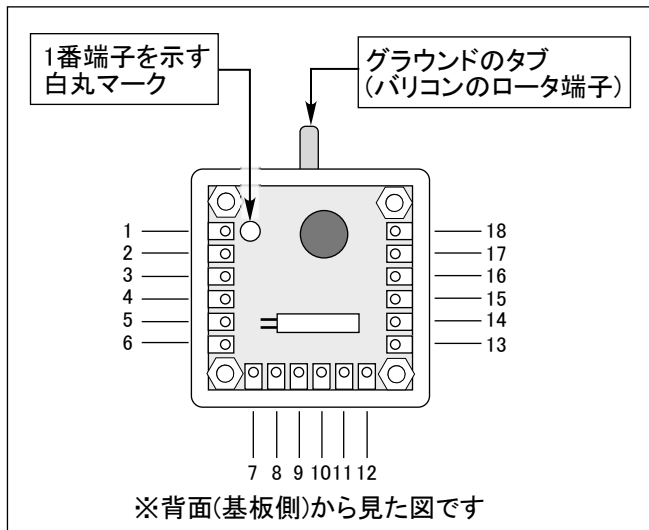 1番端子を示す
白丸マーク
グラウンドのタブ
(バリコンのロータ端子)
1
2
3
4
5
6
18
17
16
15
14
13
7 8 9 10 11 12
※背面(基板側)から見た図です